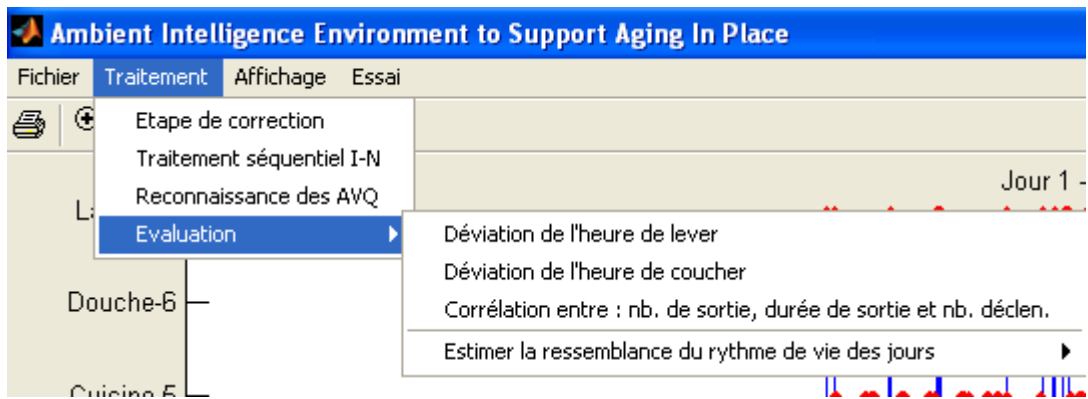 Ambient Intelligence Environment to Support Aging In Place
Fichier Traitement Affichage Essai
Etape de correction
Traitement séquentiel I-N
Reconnaissance des AVQ
Evaluation
Jour 1 -
Déviation de l'heure de lever
Déviation de l'heure de coucher
Corrélation entre : nb. de sortie, durée de sortie et nb. déclen.
Estimer la ressemblance du rythme de vie des jours
Douche-6
Cuisine-5